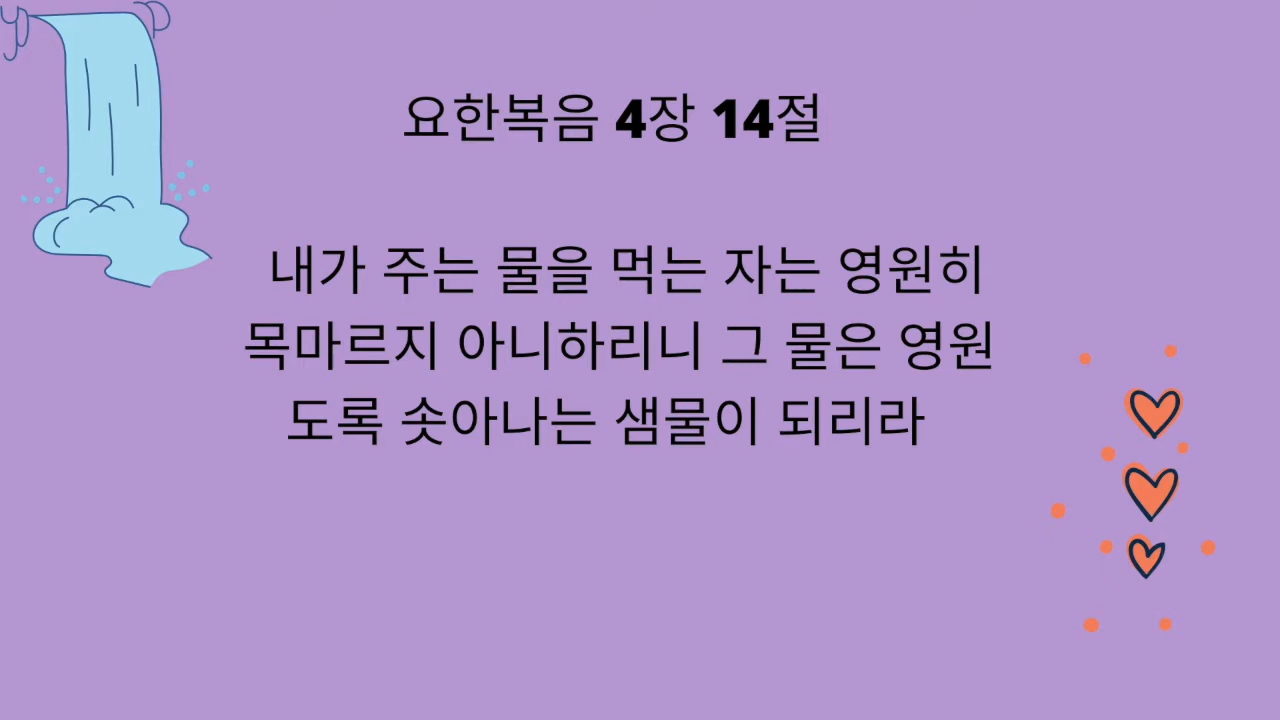 요한복음 4장 14절
내가 주는 물을 먹는 자는 영원히
목마르지 아니하리니 그 물은 영원
도록 솟아나는 샘물이 되리라